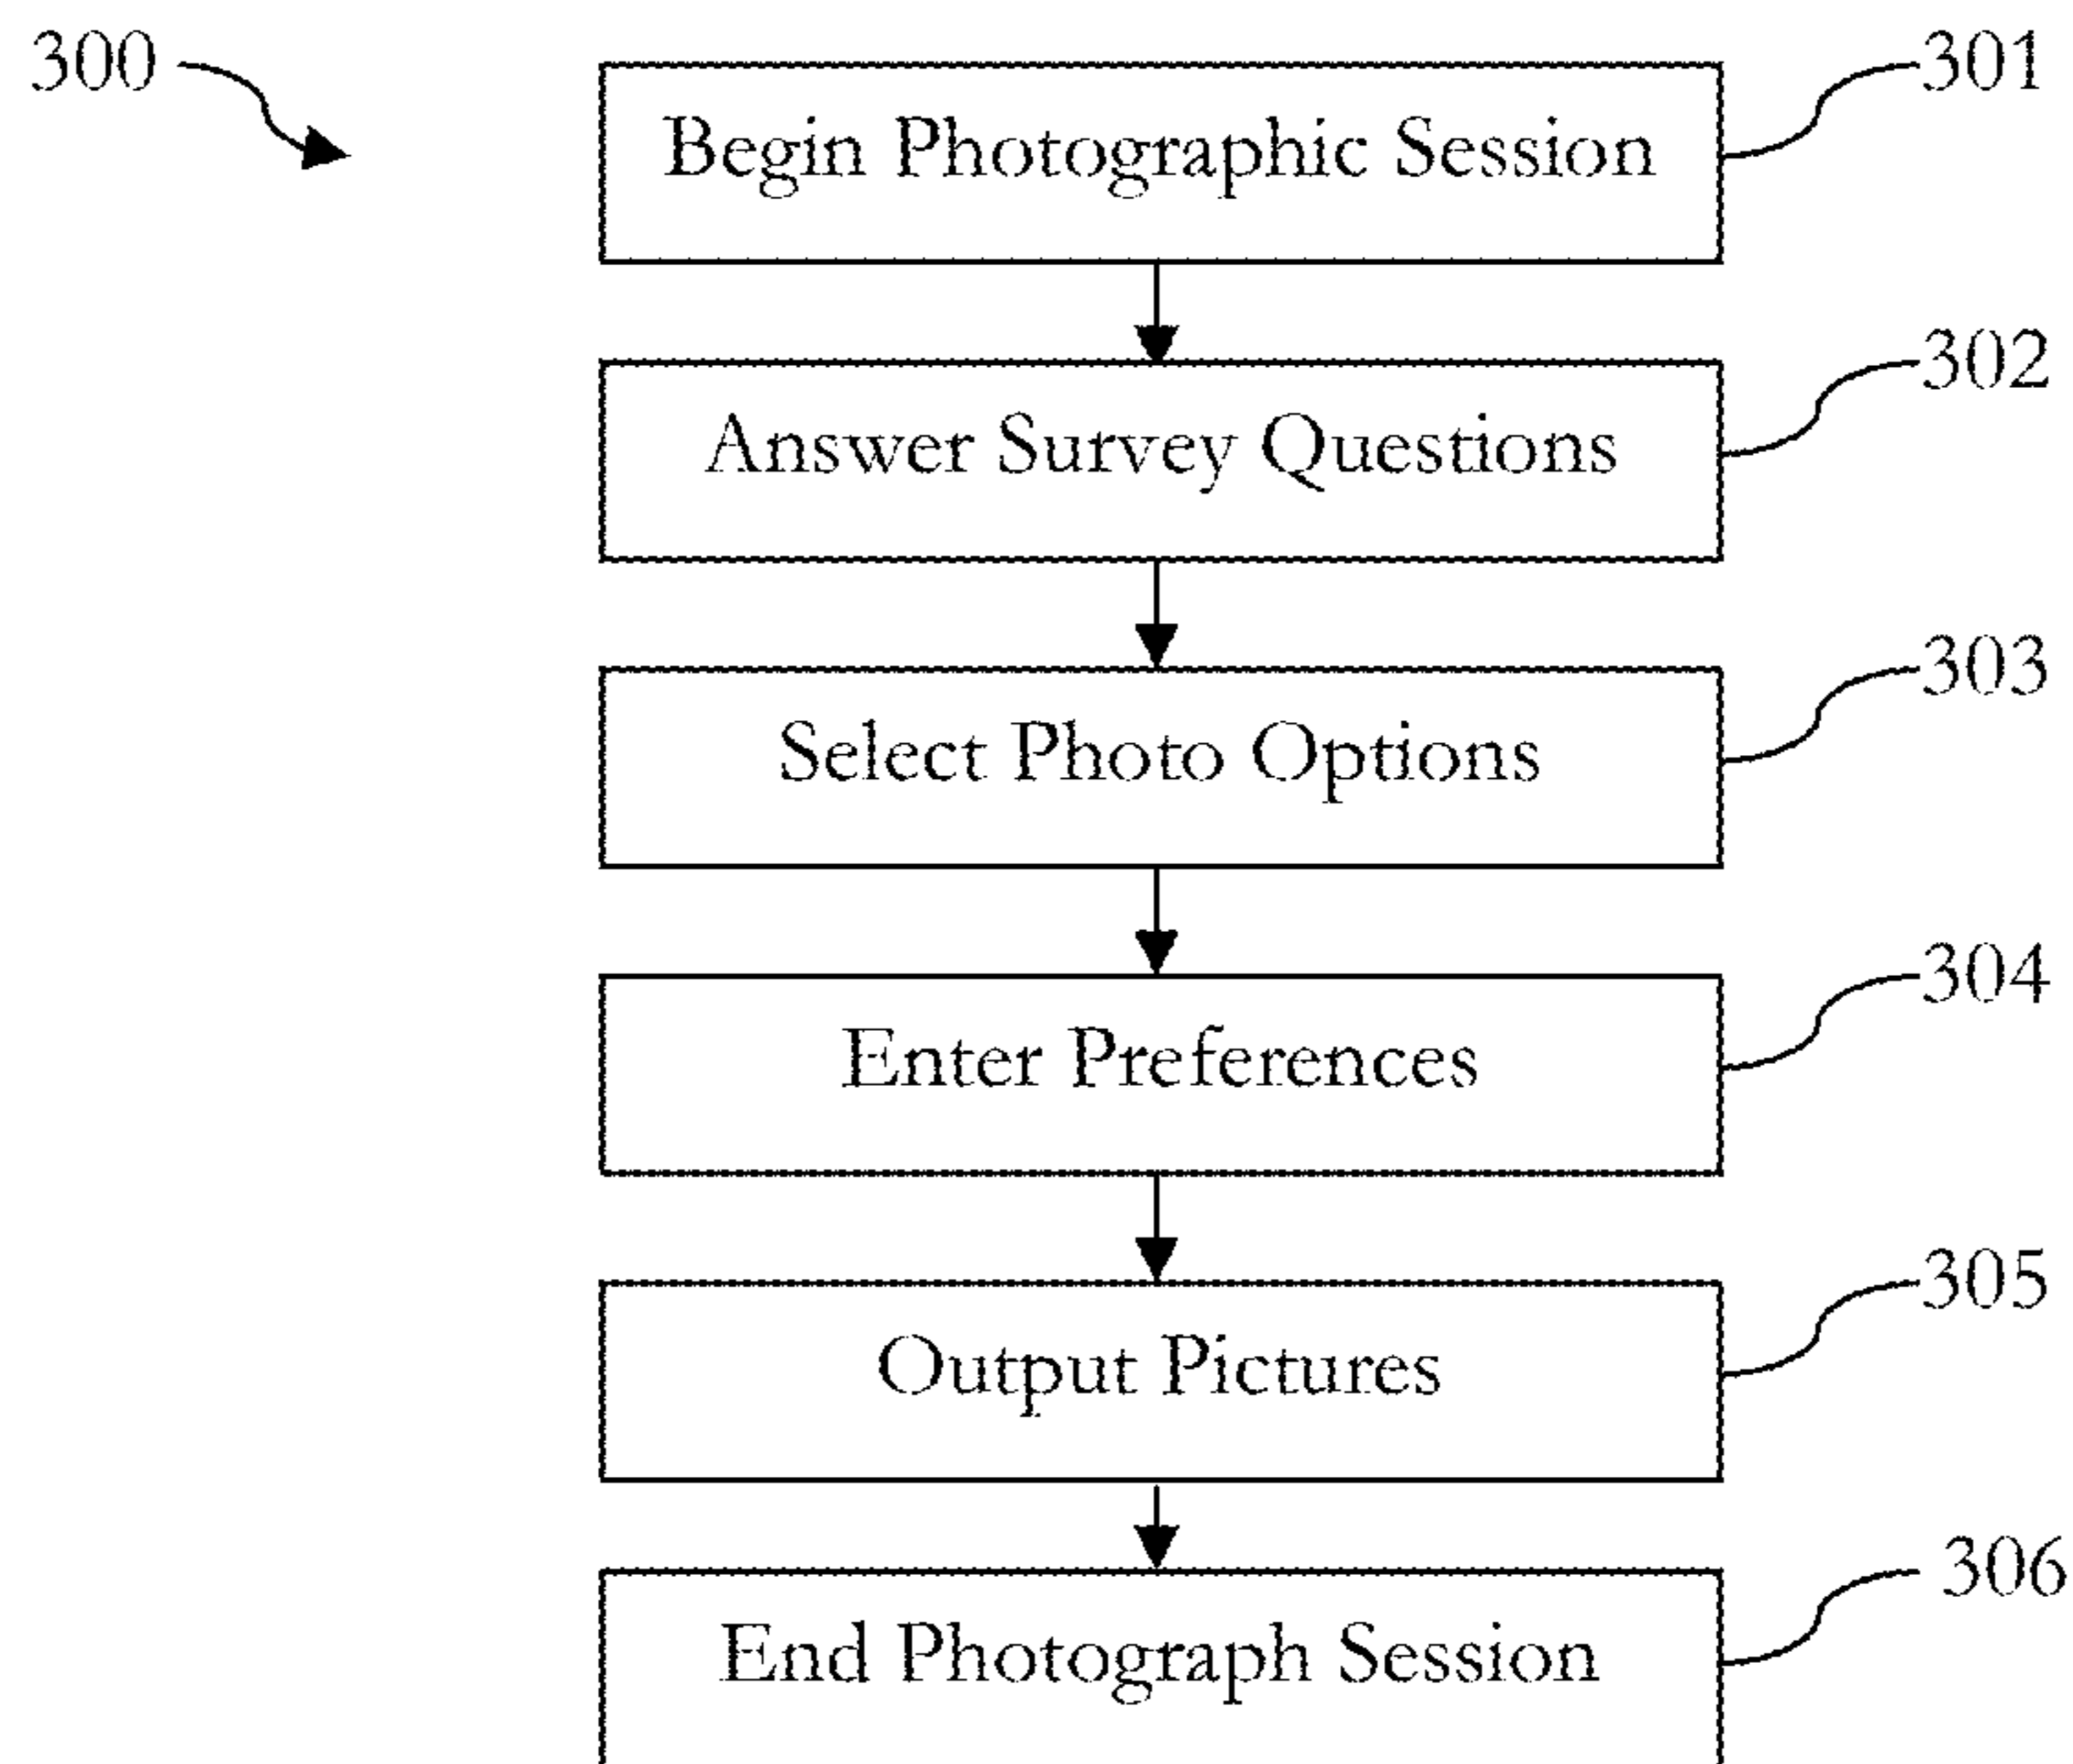 300
301
Begin Photographic Session
302
Answer Survey Questions
303
Select Photo Options
304
Enter Preferences
305
Output Pictures
306
End Photograph Session